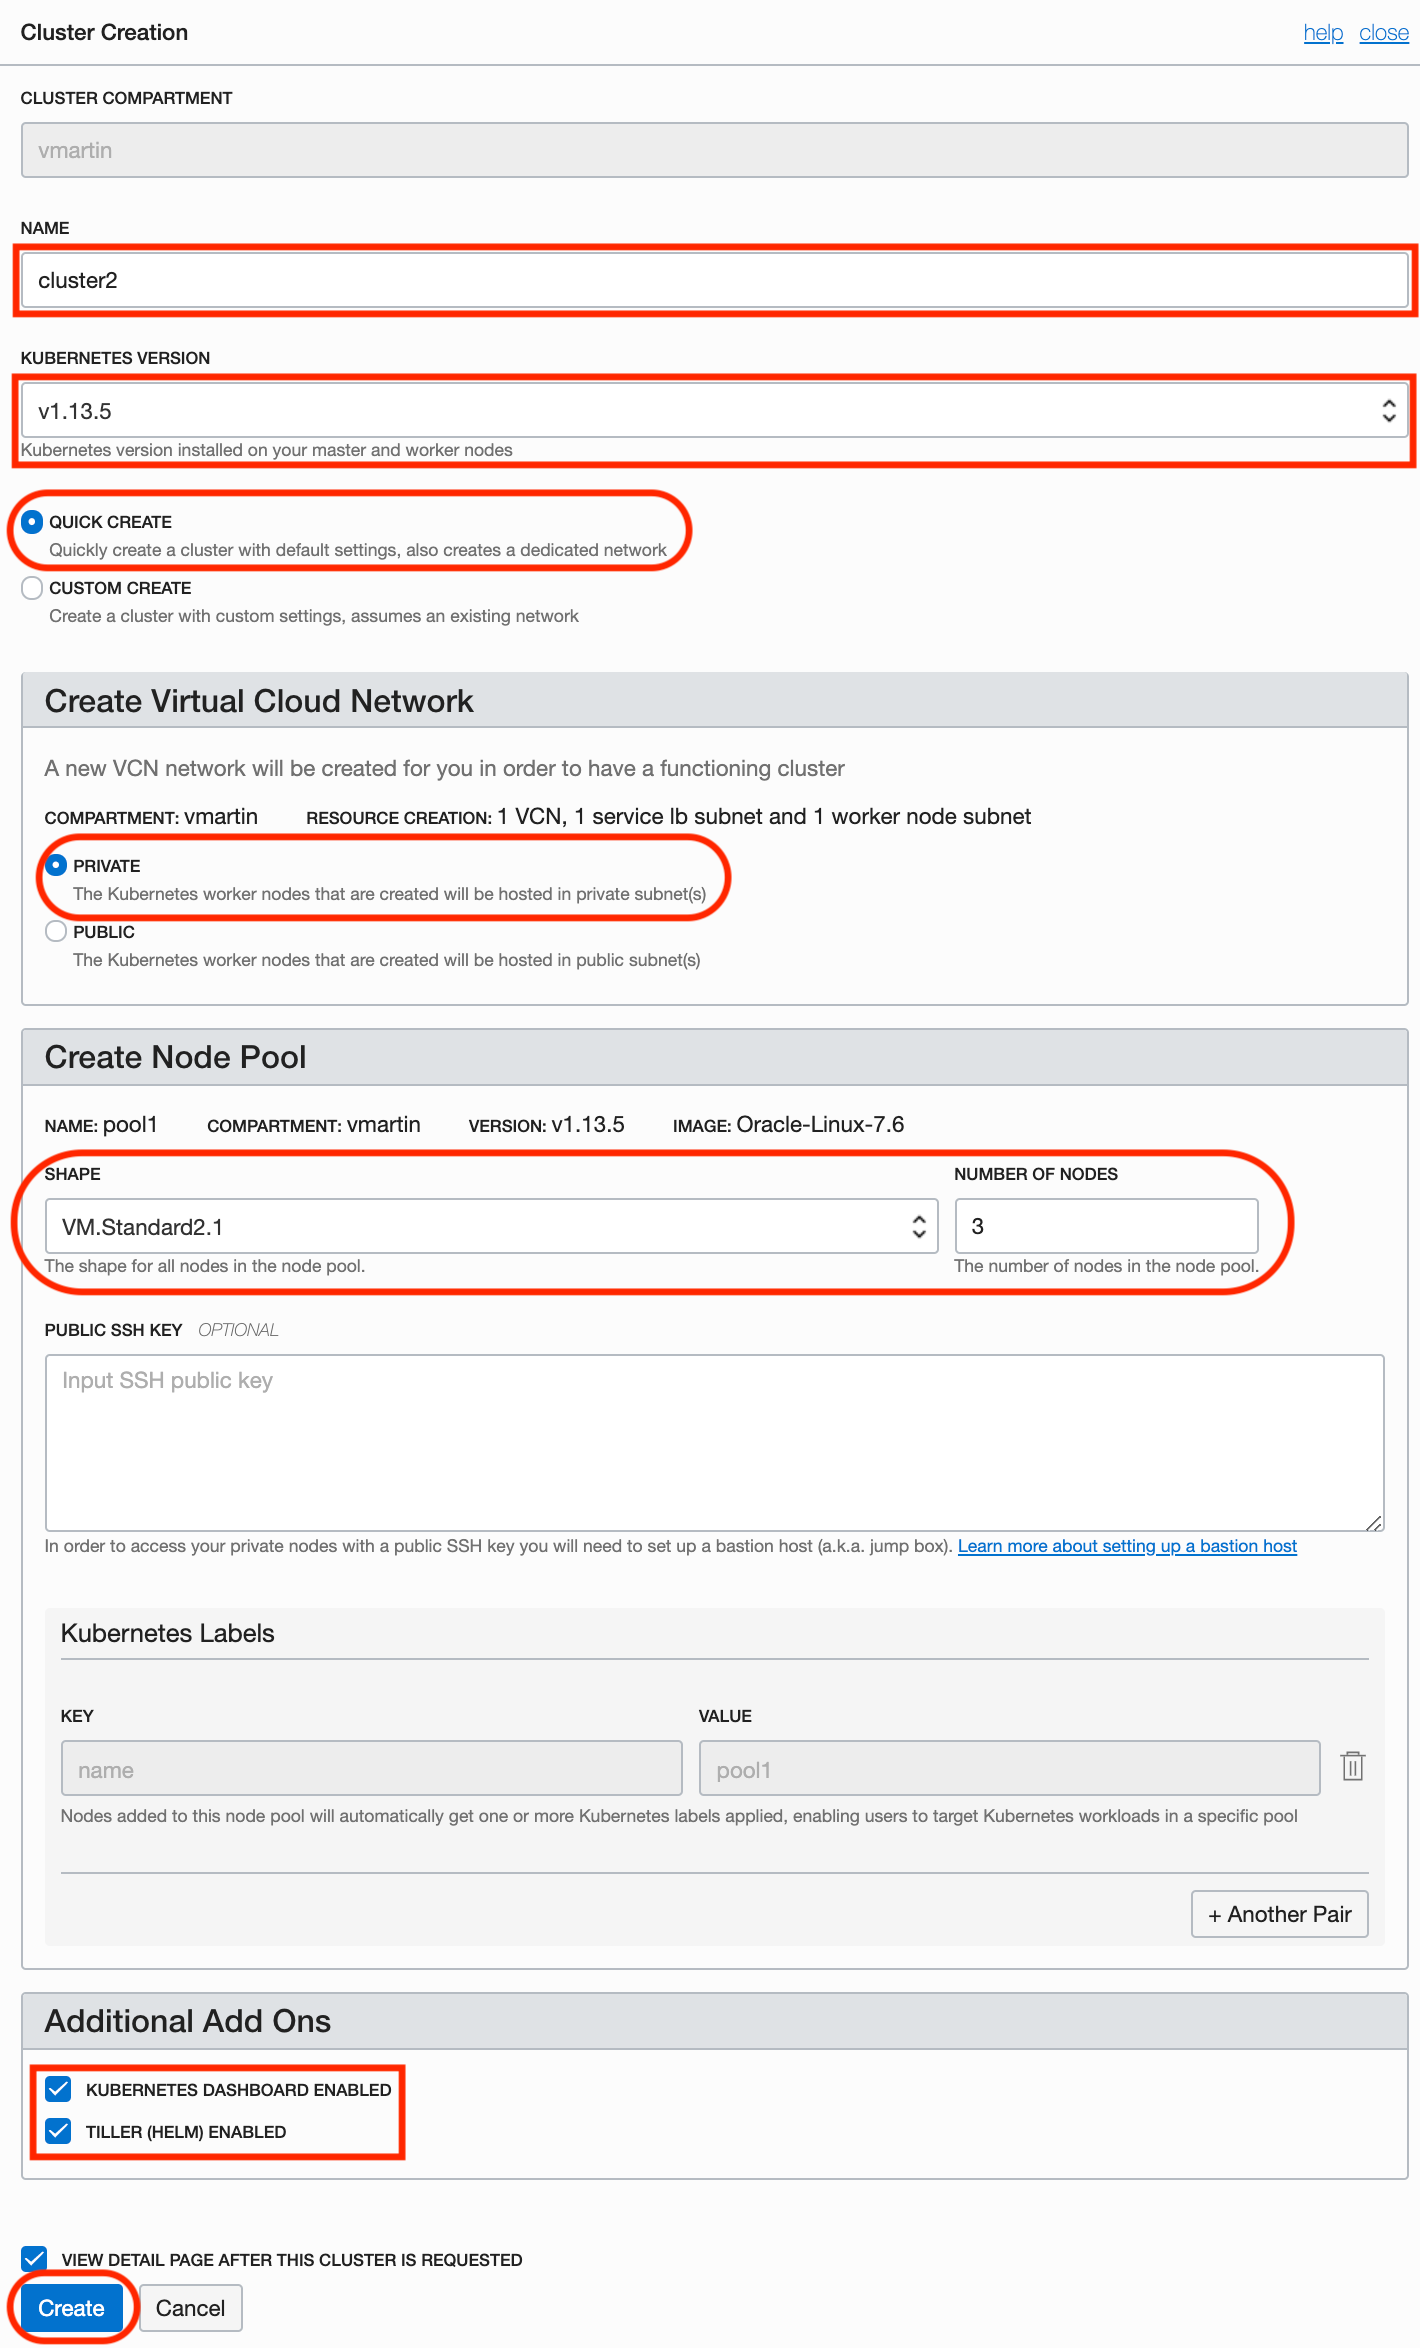 Cluster Creation help close
CLUSTER COMPARTMENT
vmartin
NAME
cluster2
KUBERNETES VERSION
v1.13.5
Kubernetes version installed on your master and worker nodes
QUICK CREATE
Quickly create a cluster with default settings, also creates a dedicated network
CUSTOM CREATE
Create a cluster with custom settings, assumes an existing network
Create Virtual Cloud Network
A new VCN network will be created for you in order to have a functioning cluster
COMPARTMENT: vmartin RESOURCE CREATION: 1 VCN, 1 service lb subnet and 1 worker node subnet
PRIVATE
The Kubernetes worker nodes that are created will be hosted in private subnet(s)
PUBLIC
The Kubernetes worker nodes that are created will be hosted in public subnet(s)
Create Node Pool
NAME: pool1 COMPARTMENT: vmartin VERSION: v1.13.5 IMAGE: Oracle-Linux-7.6
SHAPE NUMBER OF NODES
VM.Standard2.1 3
The shape for all nodes in the node pool. The number of nodes in the node pool.
PUBLIC SSH KEY OPTIONAL
Input SSH public key
In order to access your private nodes with a public SSH key you will need to set up a bastion host (a.k.a. jump box). Learn more about setting up a bastion host
Kubernetes Labels
KEY VALUE
name pool1
Nodes added to this node pool will automatically get one or more Kubernetes labels applied, enabling users to target Kubernetes workloads in a specific pool
+ Another Pair
Additional Add Ons
KUBERNETES DASHBOARD ENABLED
TILLER (HELM) ENABLED
VIEW DETAIL PAGE AFTER THIS CLUSTER IS REQUESTED
Create Cancel